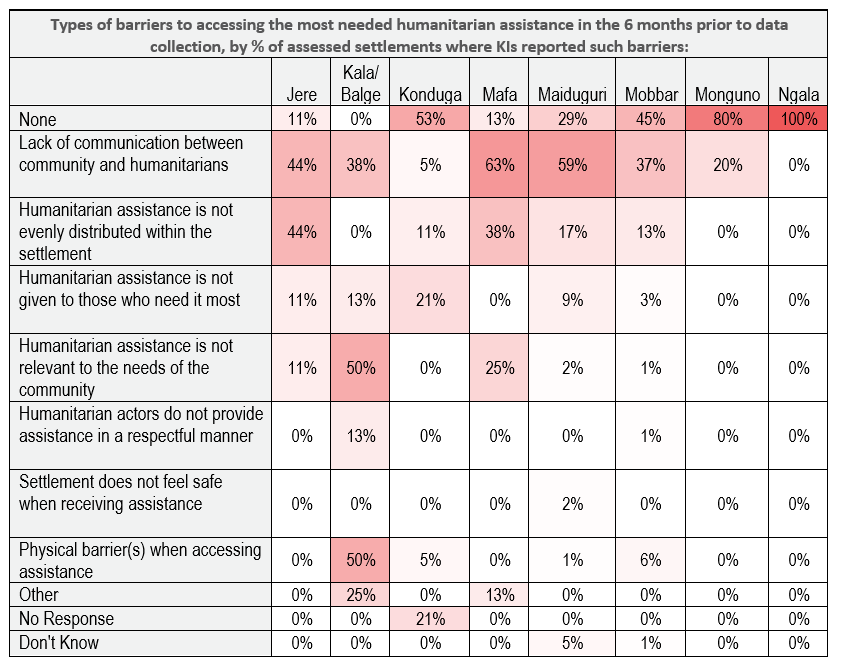 Types of barriers to accessing the most needed humanitarian assistance in the 6 months prior to data
collection, by % of assessed settlements where KIs reported such barriers:
Jere Kala/ Balge Konduga Mafa Maiduguri Mobbar Monguno Ngala
None 11% 0% 53% 13% 29% 45% 80% 100%
Lack of communication between
community and humanitarians 44% 38% 5% 63% 59% 37% 20% 0%
Humanitarian assistance is not
evenly distributed within the
settlement 44% 0% 11% 38% 17% 13% 0% 0%
Humanitarian assistance is not
given to those who need it most 11% 13% 21% 0% 9% 3% 0% 0%
Humanitarian assistance is not
relevant to the needs of the
community 11% 50% 0% 25% 2% 1% 0% 0%
Humanitarian actors do not provide
assistance in a respectful manner 0% 13% 0% 0% 0% 1% 0% 0%
Settlement does not feel safe
when receiving assistance 0% 0% 0% 0% 2% 0% 0% 0%
Physical barrier(s) when accessing
assistance 0% 50% 5% 0% 1% 6% 0% 0%
Other 0% 25% 0% 13% 0% 0% 0% 0%
No Response 0% 0% 21% 0% 0% 0% 0% 0%
Don't Know 0% 0% 0% 0% 5% 1% 0% 0%